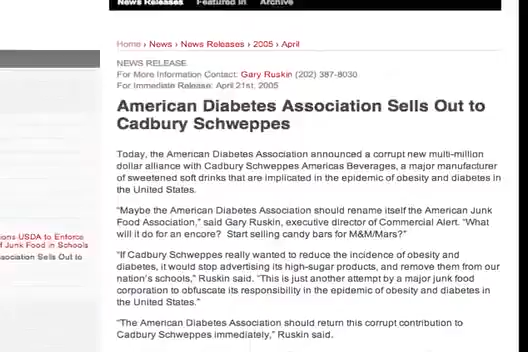 News Releases Featured In Archive
Home › News › News Releases › 2005 › April
NEWS RELEASE
For More Information Contact: Gary Ruskin (202) 387-8030
For Immediate Release: April 21st, 2005
American Diabetes Association Sells Out to
Cadbury Schweppes
Today, the American Diabetes Association announced a corrupt new multi-million
dollar alliance with Cadbury Schweppes Americas Beverages, a major manufacturer
of sweetened soft drinks that are implicated in the epidemic of obesity and diabetes in
the United States.
“Maybe the American Diabetes Association should rename itself the American Junk
Food Association,” said Gary Ruskin, executive director of Commercial Alert. “What
will it do for an encore? Start selling candy bars for M&M/Mars?”
“If Cadbury Schweppes really wanted to reduce the incidence of obesity and
diabetes, it would stop advertising its high-sugar products, and remove them from our
nation’s schools,” Ruskin said. “This is just another attempt by a major junk food
corporation to obfuscate its responsibility in the epidemic of obesity and diabetes in
the United States.”
“The American Diabetes Association should return this corrupt contribution to
Cadbury Schweppes immediately,” Ruskin said.
ions USDA to Enforce
f Junk Food in Schools
sociation Sells Out to